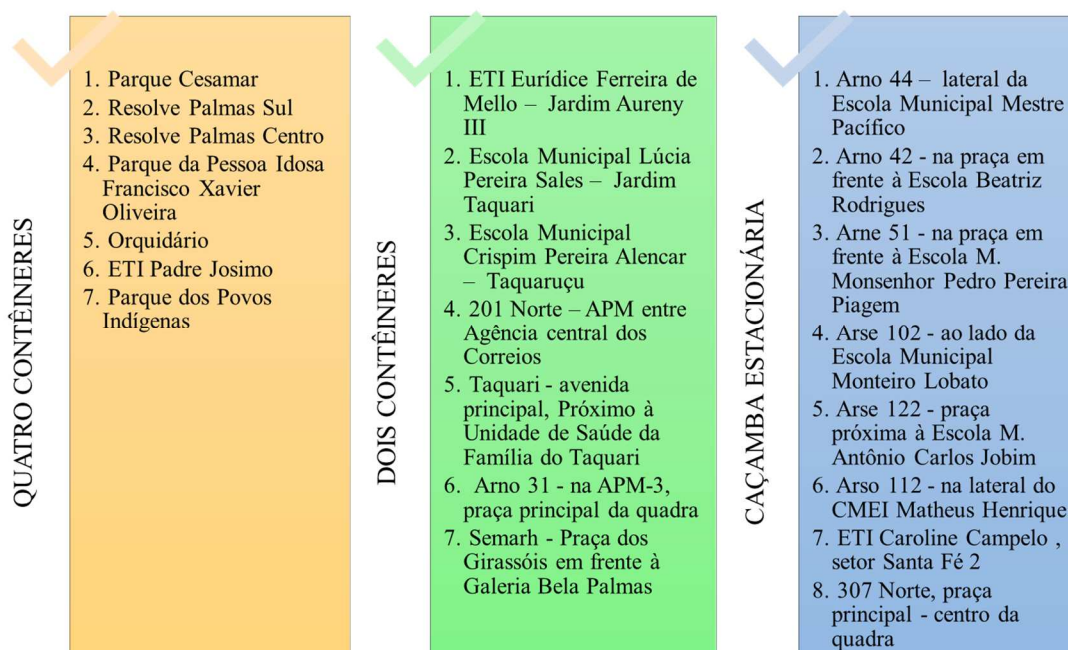 QUATRO CONTÊINERES
1. Parque Cesamar
2. Resolve Palmas Sul
3. Resolve Palmas Centro
4. Parque da Pessoa Idosa
Francisco Xavier
Oliveira
5. Orquidário
6. ETI Padre Josimo
7. Parque dos Povos
Indígenas
DOIS CONTÊINERES
1. ETI Eurídice Ferreira de
Mello – Jardim Aureny
III
2. Escola Municipal Lúcia
Pereira Sales – Jardim
Taquari
3. Escola Municipal
Crispim Pereira Alencar
– Taquaruçu
4. 201 Norte – APM entre
Agência central dos
Correios
5. Taquari - avenida
principal, Próximo à
Unidade de Saúde da
Família do Taquari
6. Arno 31 - na APM-3,
praça principal da quadra
7. Semarh - Praça dos
Girassóis em frente à
Galeria Bela Palmas
CAÇAMBA ESTACIONÁRIA
1. Arno 44 – lateral da
Escola Municipal Mestre
Pacífico
2. Arno 42 - na praça em
frente à Escola Beatriz
Rodrigues
3. Arne 51 - na praça em
frente à Escola M.
Monsenhor Pedro Pereira
Piagem
4. Arse 102 - ao lado da
Escola Municipal
Monteiro Lobato
5. Arse 122 - praça
próxima à Escola M.
Antônio Carlos Jobim
6. Arso 112 - na lateral do
CMEI Matheus Henrique
7. ETI Caroline Campelo ,
setor Santa Fé 2
8. 307 Norte, praça
principal - centro da
quadra